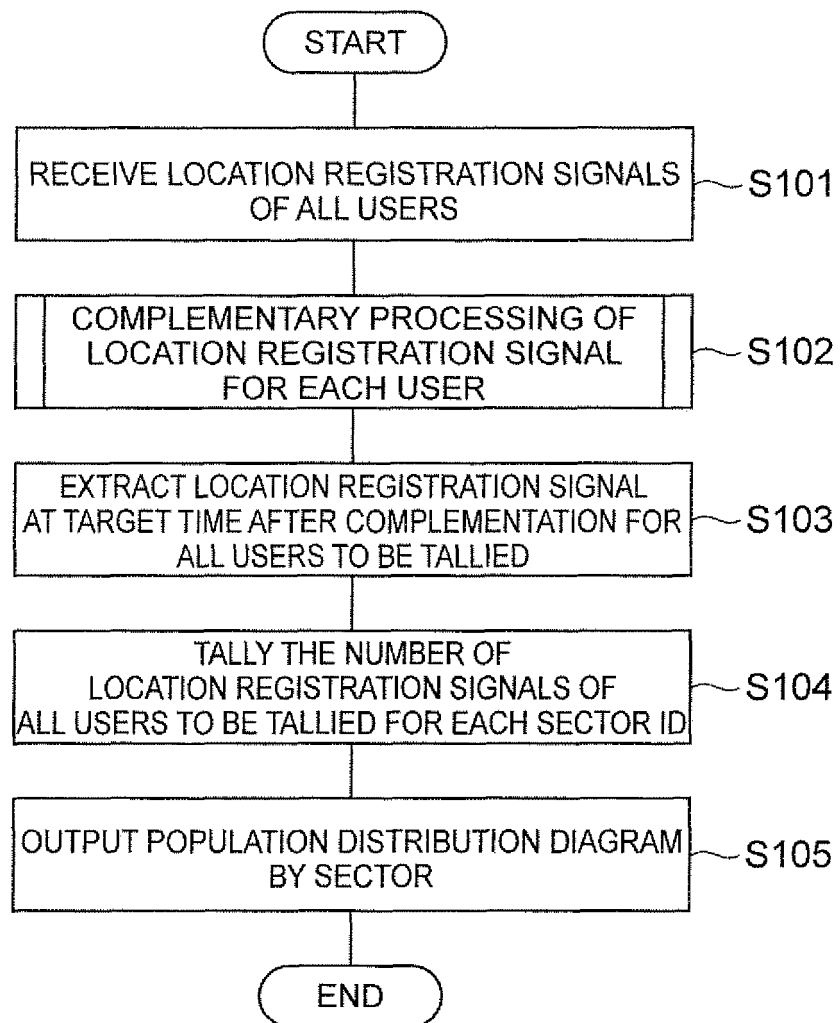 START
RECEIVE LOCATION REGISTRATION SIGNALS
OF ALL USERS
S101
COMPLEMENTARY PROCESSING OF
LOCATION REGISTRATION SIGNAL
FOR EACH USER
S102
EXTRACT LOCATION REGISTRATION SIGNAL
AT TARGET TIME AFTER COMPLEMENTATION FOR
ALL USERS TO BE TALLIED
S103
TALLY THE NUMBER OF
LOCATION REGISTRATION SIGNALS OF
ALL USERS TO BE TALLIED FOR EACH SECTOR ID
S104
OUTPUT POPULATION DISTRIBUTION DIAGRAM
BY SECTOR
S105
END